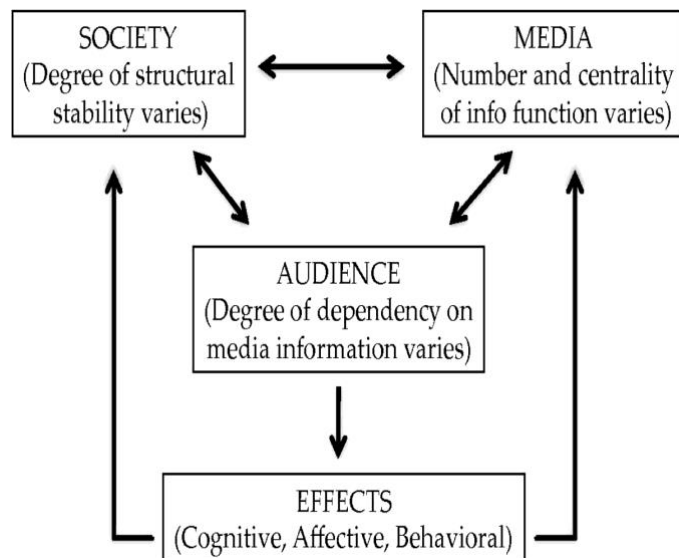 SOCIETY
(Degree of structural
stability varies)
MEDIA
(Number and centrality
of info function varies)
AUDIENCE
(Degree of dependency on
media information varies)
EFFECTS
(Cognitive, Affective, Behavioral)